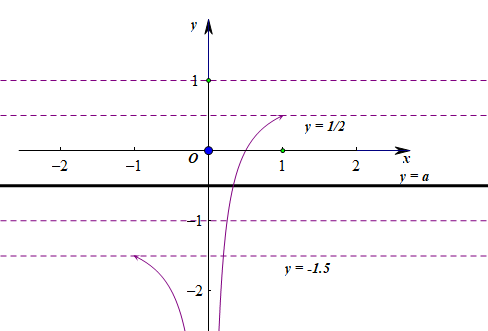 y
1
y = 1/2
O
−2 −1 1 2 x
y = a
−1
y = -1.5
−2